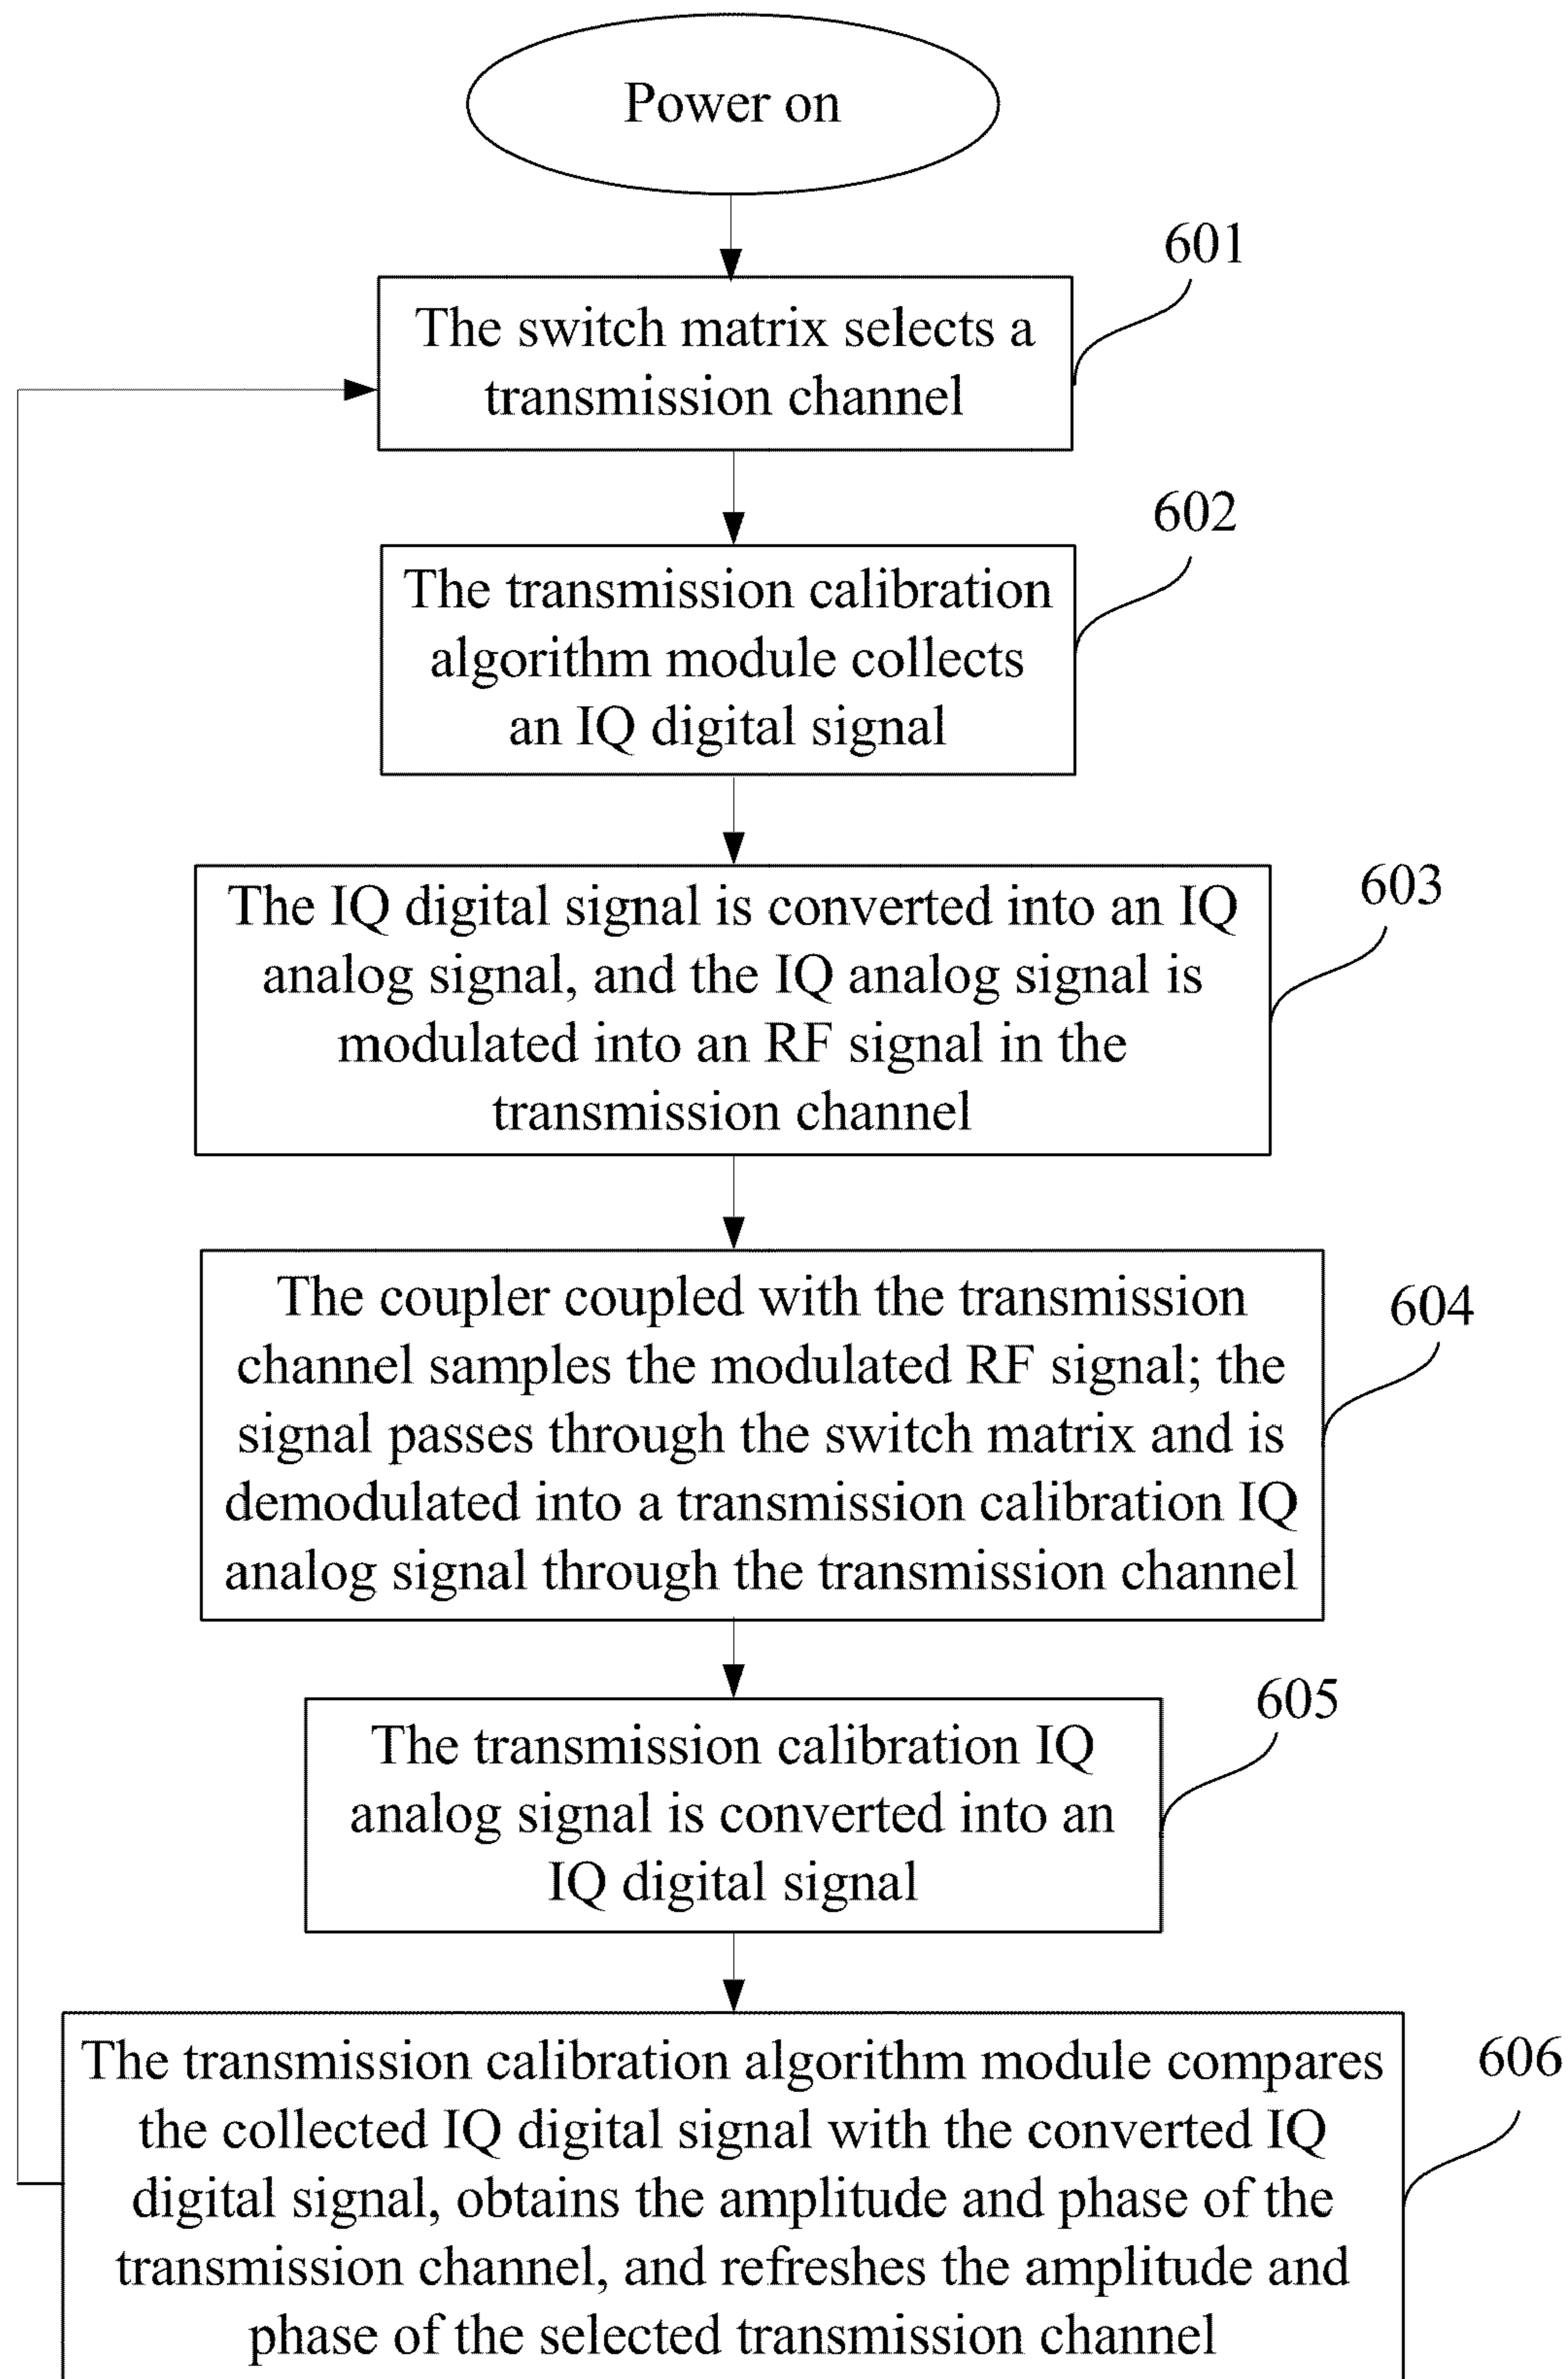 Power on
601
The switch matrix selects a
transmission channel
602
The transmission calibration
algorithm module collects
an IQ digital signal
603
The IQ digital signal is converted into an IQ
analog signal, and the IQ analog signal is
modulated into an RF signal in the
transmission channel
604
The coupler coupled with the transmission
channel samples the modulated RF signal; the
signal passes through the switch matrix and is
demodulated into a transmission calibration IQ
analog signal through the transmission channel
605
The transmission calibration IQ
analog signal is converted into an
IQ digital signal
606
The transmission calibration algorithm module compares
the collected IQ digital signal with the converted IQ
digital signal, obtains the amplitude and phase of the
transmission channel, and refreshes the amplitude and
phase of the selected transmission channel